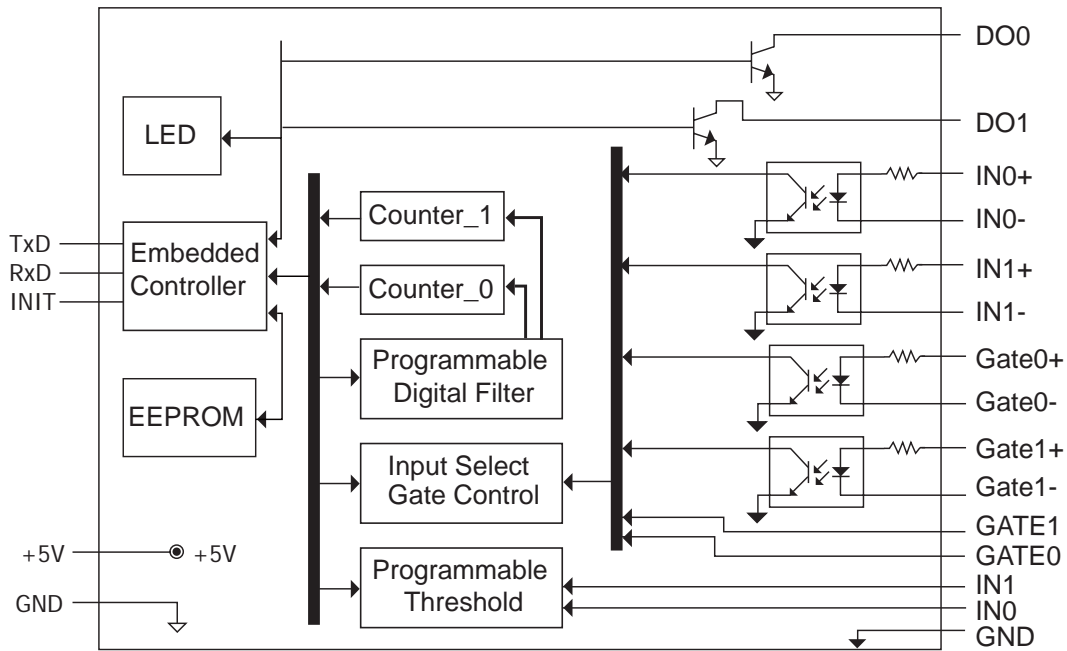 DO0
DO1
LED
IN0+
IN0-
Counter_1
TxD
RxD
INIT
Embedded
Controller
Counter_0
IN1+
IN1-
Programmable
Digital Filter
Gate0+
Gate0-
EEPROM
Input Select
Gate Control
Gate1+
Gate1-
GATE1
GATE0
+5V
+5V
Programmable
Threshold
IN1
IN0
GND
GND